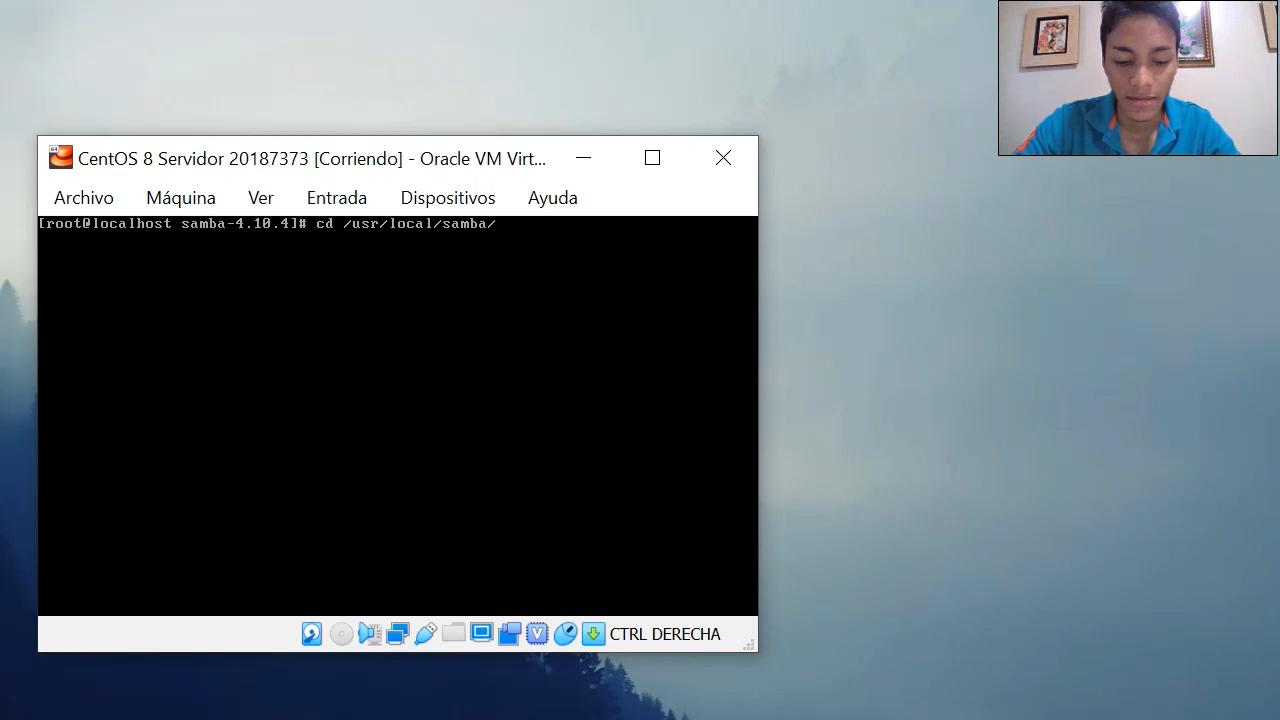 64
CentOS 8 Servidor 20187373 [Corriendo] - Oracle VM Virt...
Archivo Máquina Ver Entrada Dispositivos Ayuda
[root@localhost samba-4.10.4]# cd /usr/local/samba/
V
CTRL DERECHA